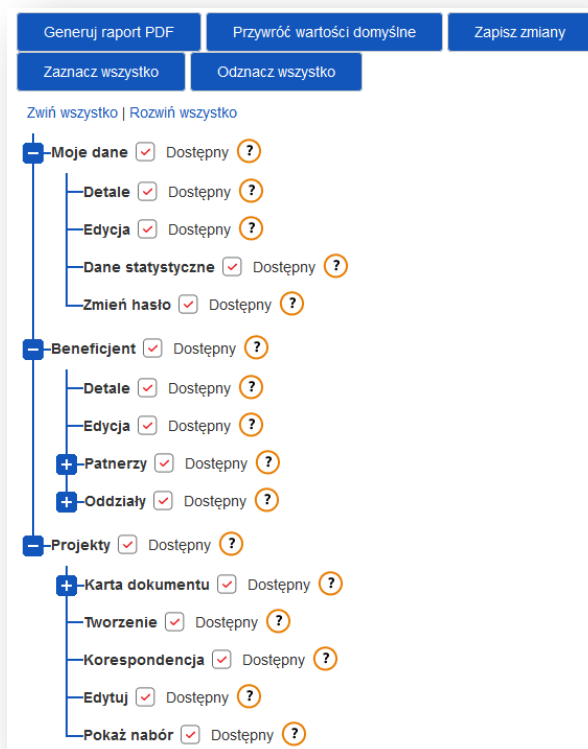 Generuj raport PDF Przywróć wartości domyślne Zapisz zmiany
Zaznacz wszystko Odznacz wszystko
Zwiń wszystko | Rozwiń wszystko
Moje dane Dostępny ?
Detale Dostępny ?
Edycja Dostępny ?
Dane statystyczne Dostępny ?
Zmień hasło Dostępny ?
Beneficjent Dostępny ?
Detale Dostępny ?
Edycja Dostępny ?
Patnerzy Dostępny ?
Oddziały Dostępny ?
Projekty Dostępny ?
Karta dokumentu Dostępny ?
Tworzenie Dostępny ?
Korespondencja Dostępny ?
Edytuj Dostępny ?
Pokaż nabór Dostępny ?